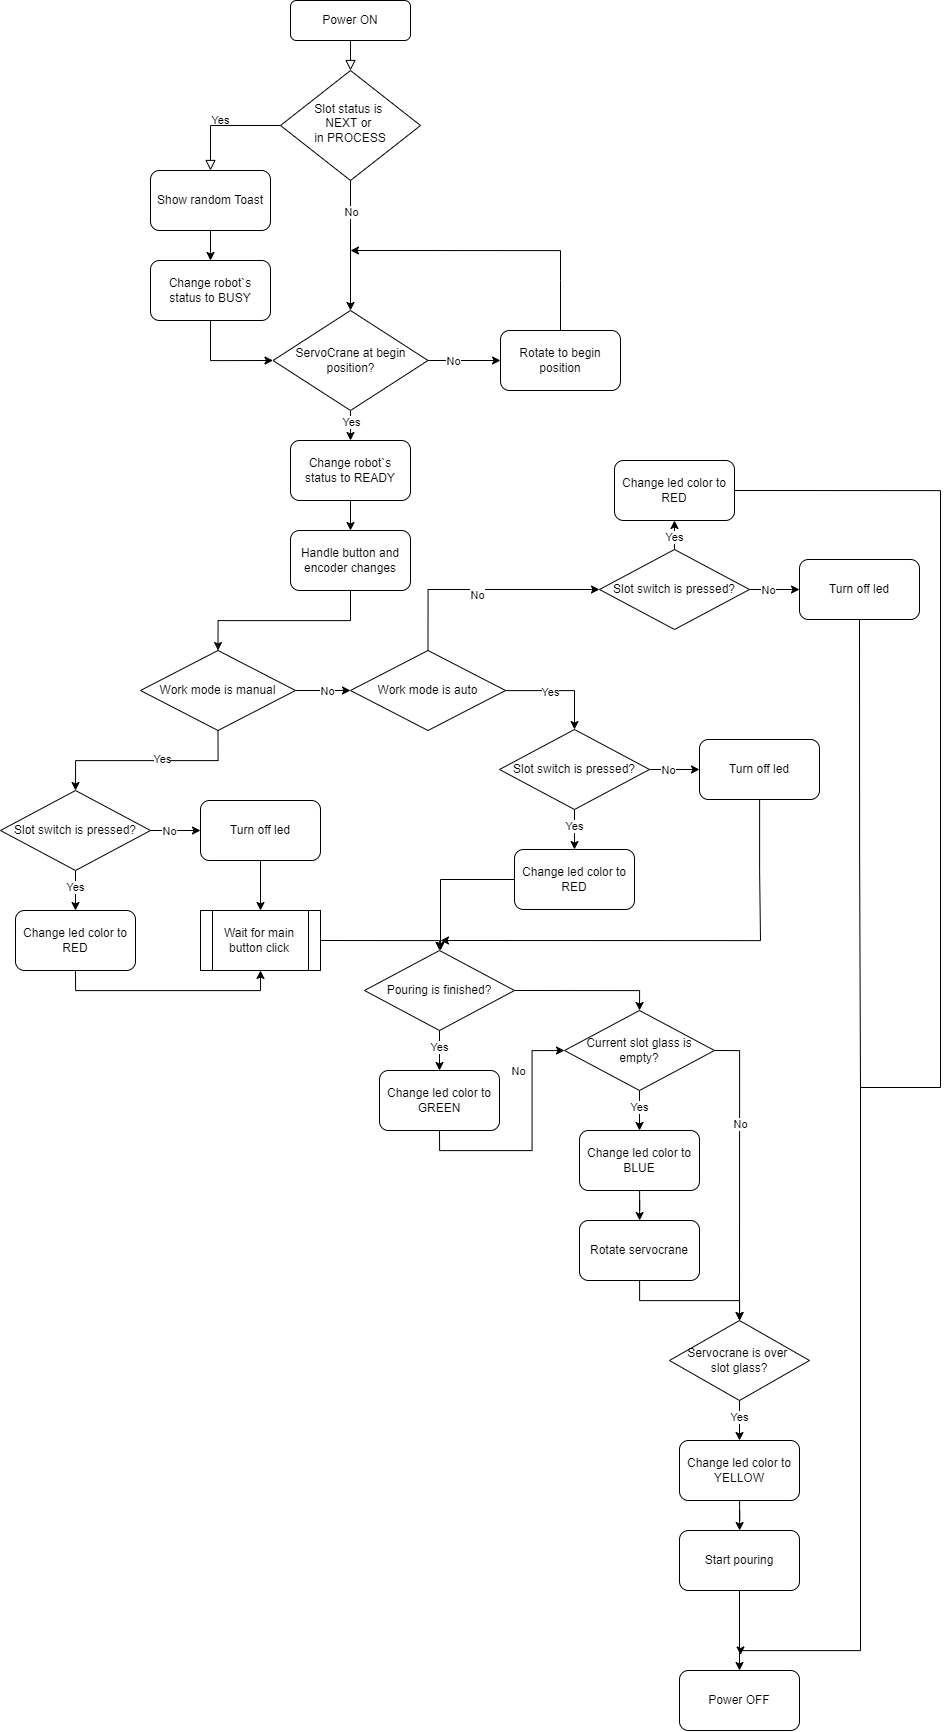 Power ON
Slot status is
NEXT or
in PROCESS
Yes
Show random Toast
No
Change robot`s
status to BUSY
ServoCrane at begin
position?
No
Rotate to begin
position
Yes
Change robot`s
status to READY
Change led color to
RED
Handle button and
encoder changes
Yes
Slot switch is pressed?
No
Turn off led
No
Work mode is manual
No
Work mode is auto
Yes
Yes
Slot switch is pressed?
No
Turn off led
Slot switch is pressed?
No
Turn off led
Yes
Yes
Change led color to
RED
Change led color to
RED
Wait for main
button click
Pouring is finished?
Yes
Current slot glass is
empty?
No
Change led color to
GREEN
Yes
No
Change led color to
BLUE
Rotate servocrane
Servocrane is over
slot glass?
Yes
Change led color to
YELLOW
Start pouring
Power OFF